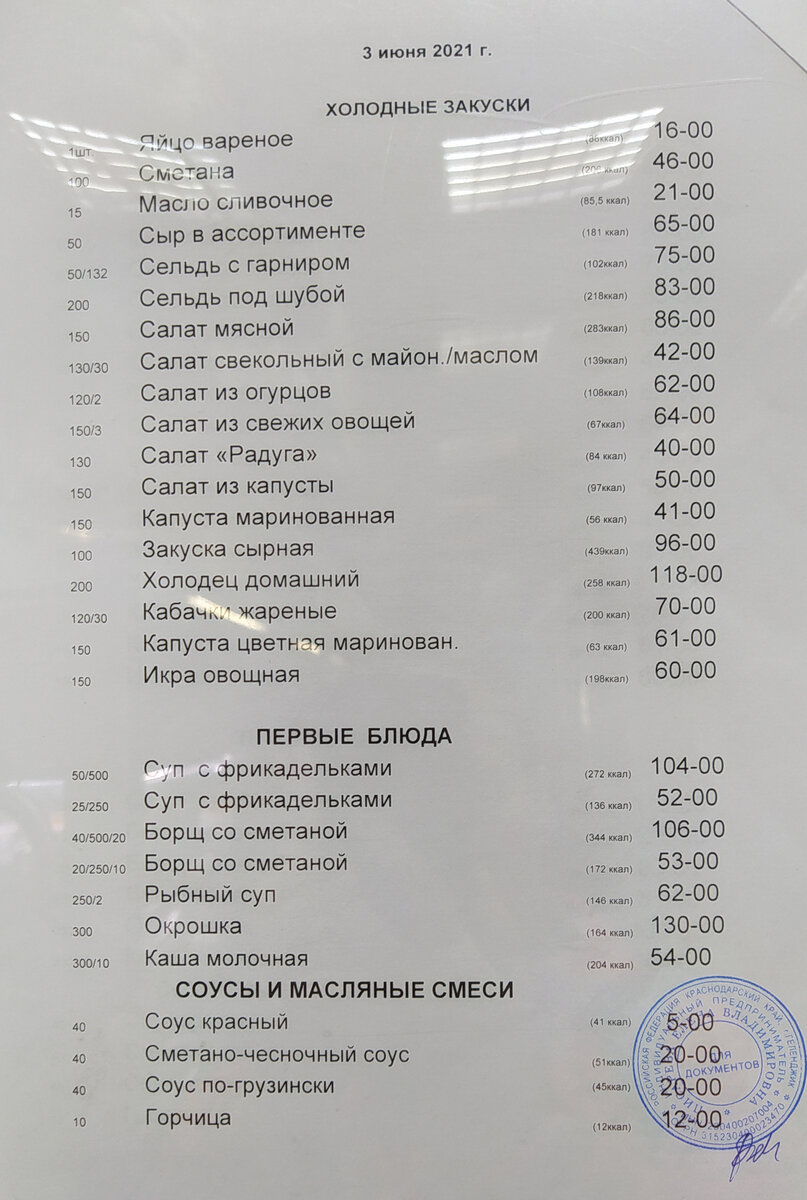 3 июня 2021 г.
ХОЛОДНЫЕ ЗАКУСКИ
1шт. Яйцо вареное (86ккал) 16-00
100 Сметана (206 ккал) 46-00
15 Масло сливочное (85,5 ккал) 21-00
50 Сыр в ассортименте (181 ккал) 65-00
50/132 Сельдь с гарниром (102ккал) 75-00
200 Сельдь под шубой (218ккал) 83-00
150 Салат мясной (283ккал) 86-00
130/30 Салат свекольный с майон./маслом (139ккал) 42-00
120/2 Салат из огурцов (108ккал) 62-00
150/3 Салат из свежих овощей (67ккал) 64-00
130 Салат «Радуга» (84 ккал) 40-00
150 Салат из капусты (97ккал) 50-00
150 Капуста маринованная (56 ккал) 41-00
100 Закуска сырная (439ккал) 96-00
200 Холодец домашний (258 ккал) 118-00
120/30 Кабачки жареные (200 ккал) 70-00
150 Капуста цветная маринован. (63 ккал) 61-00
150 Икра овощная (198ккал) 60-00
ПЕРВЫЕ БЛЮДА
50/500 Суп с фрикадельками (272 ккал) 104-00
25/250 Суп с фрикадельками (136 ккал) 52-00
40/500/20 Борщ со сметаной (344 ккал) 106-00
20/250/10 Борщ со сметаной (172 ккал) 53-00
250/2 Рыбный суп (146 ккал) 62-00
300 Окрошка (164 ккал) 130-00
300/10 Каша молочная (204 ккал) 54-00
СОУСЫ И МАСЛЯНЫЕ СМЕСИ
40 Соус красный (41 ккал) 5-00
40 Сметано-чесночный соус (51ккал) 20-00
40 Соус по-грузински (45ккал) 20-00
10 Горчица (12ккал) 12-00
РОССИЙСКАЯ ФЕДЕРАЦИЯ КРАСНОДАРСКИЙ КРАЙ, Г. ГЕЛЕНДЖИК
ИНДИВИДУАЛЬНЫЙ ПРЕДПРИНИМАТЕЛЬ
ВЛАДИМИРОВНА
ДЛЯ
ДОКУМЕНТОВ